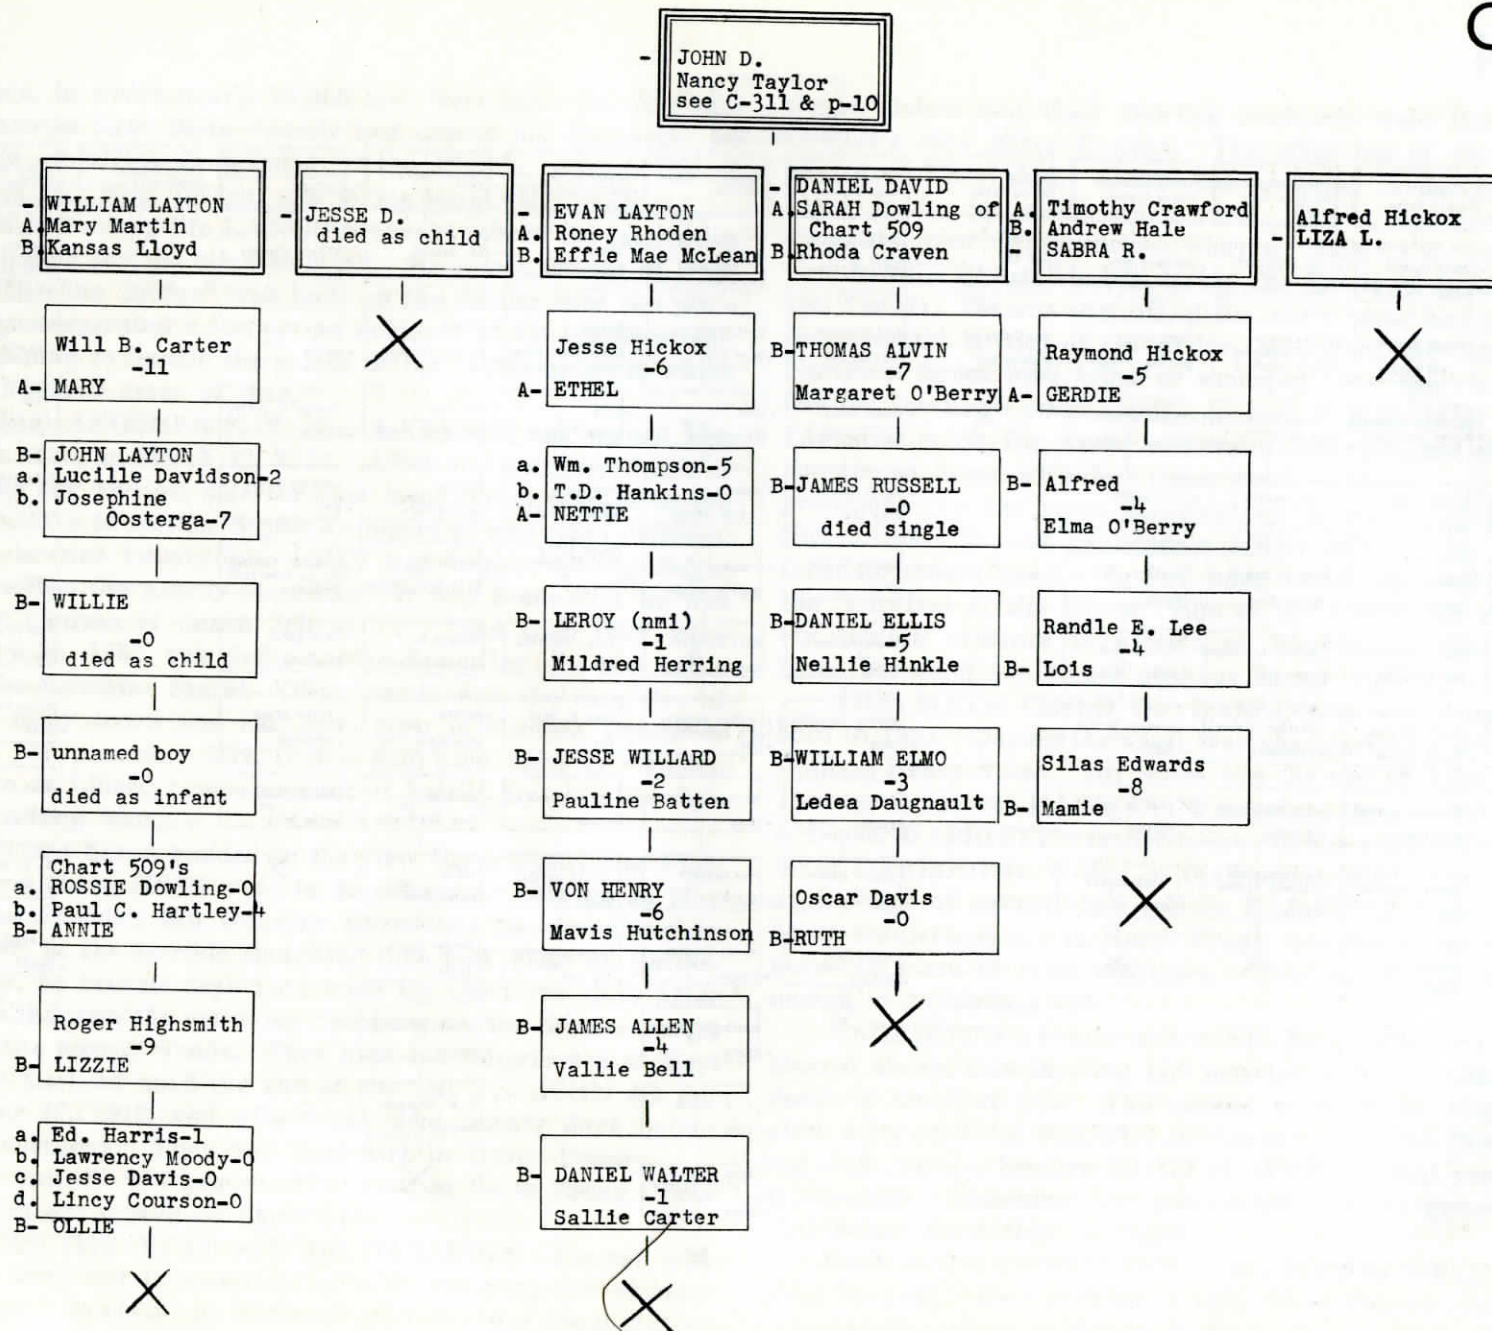 - JOHN D.
Nancy Taylor
see C-311 & p-10
- WILLIAM LAYTON
A. Mary Martin
B. Kansas Lloyd
- JESSE D.
died as child
- EVAN LAYTON
A. Roney Rhoden
B. Effie Mae McLean
- DANIEL DAVID
A. SARAH Dowling of
Chart 509
B. Rhoda Craven
A. Timothy Crawford
B. Andrew Hale
- SABRA R.
Alfred Hickox
- LIZA L.
Will B. Carter
-11
A- MARY
B- JOHN LAYTON
a. Lucille Davidson-2
b. Josephine
Oosterga-7
B- WILLIE
-0
died as child
B- unnamed boy
-0
died as infant
Chart 509's
a. ROSSIE Dowling-0
b. Paul C. Hartley-4
B- ANNIE
Roger Highsmith
-9
B- LIZZIE
a. Ed. Harris-1
b. Lawrency Moody-0
c. Jesse Davis-0
d. Lincy Courson-0
B- OLLIE
Jesse Hickox
-6
A- ETHEL
a. Wm. Thompson-5
b. T.D. Hankins-0
A- NETTIE
B- LEROY (nmi)
-1
Mildred Herring
B- JESSE WILLARD
-2
Pauline Batten
B- VON HENRY
-6
Mavis Hutchinson
B- JAMES ALLEN
-4
Vallie Bell
B- DANIEL WALTER
-1
Sallie Carter
B- THOMAS ALVIN
-7
Margaret O'Berry
B- JAMES RUSSELL
-0
died single
B- DANIEL ELLIS
-5
Nellie Hinkle
B- WILLIAM ELMO
-3
Ledea Daugnault
Oscar Davis
-0
B- RUTH
Raymond Hickox
-5
A- GERDIE
B- Alfred
-4
Elma O'Berry
Randle E. Lee
-4
B- Lois
Silas Edwards
-8
B- Mamie